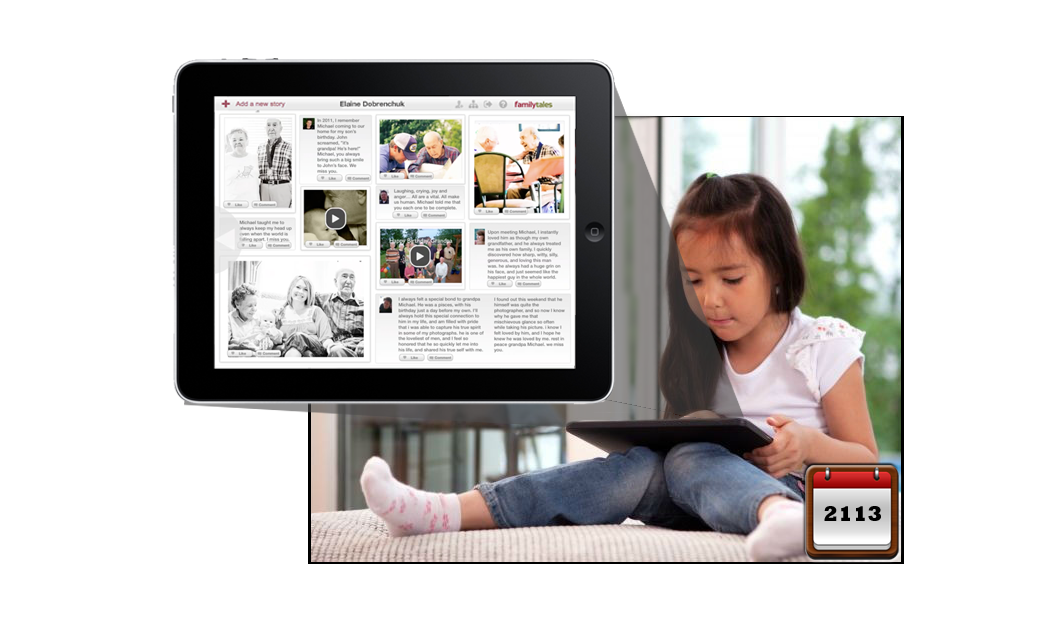 Add a new story
Elaine Dobrenchuk
familytales
In 2011, I remember
Michael coming to our
home for my son's
birthday. John
screamed, "it's
grandpa! He's here!"
Michael, you always
bring such a big smile
to John's face. We
miss you.
Like Comment
Like Comment
Like Comment
Like Comment
Laughing, crying, joy and
anger... All are a vital. All make
us human. Michael told me that
you each one to be complete.
Like Comment
Michael taught me to
always keep my head up
even when the world is
falling apart. I miss you.
Like Comment
Like Comment
Happy Birthday Grandpa
Like Comment
Upon meeting Michael, I instantly
loved him as though my own
grandfather, and he always treated
me as his own family. I quickly
discovered how sharp, witty, silly,
generous, and loving this man
was. he always had a huge grin on
his face, and just seemed like the
happiest guy in the whole world.
Like Comment
Like Comment
I always felt a special bond to grandpa
Michael. He was a pieces, with his
birthday just a day before my own. I'll
always hold this special connection to
him in my life, and am filled with pride
that i was able to capture his true spirit
in some of my photographs. he is one of
the loveliest of men, and I feel so
honored that he so quickly let me into
his life, and shared his true self with me.
Like Comment
I found out this weekend that he
himself was quite the
photographer, and so now I know
why he gave me that
mischievous glance so often
while taking his picture. I know I
felt loved by him, and I hope he
knew he was loved by me. rest in
peace grandpa Michael. we miss
you.
2113